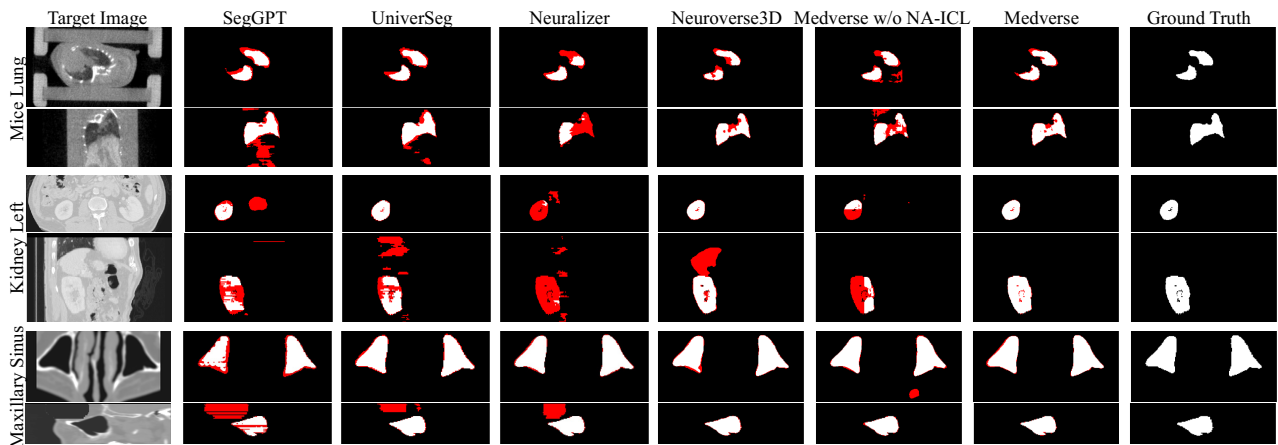 Target Image SegGPT UniverSeg Neuralizer Neuroverse3D Medverse w/o NA-ICL Medverse Ground Truth
Mice Lung
Kidney Left
Maxillary Sinus